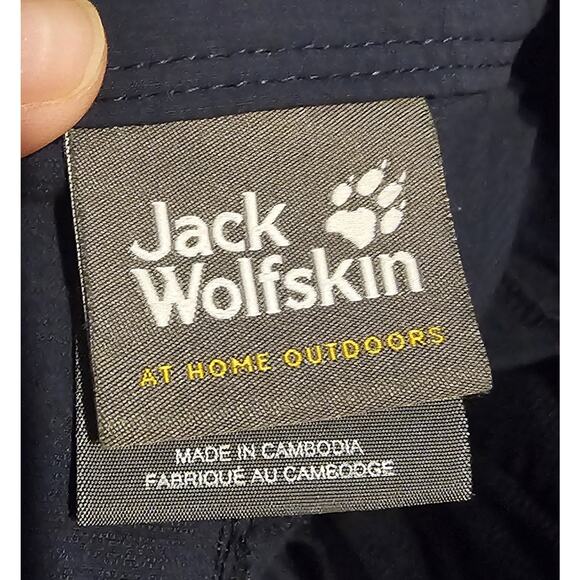 Jack
Wolfskin
AT HOME OUTDOORS
MADE IN CAMBODIA
FABRIQUÉ AU CAMBODGE